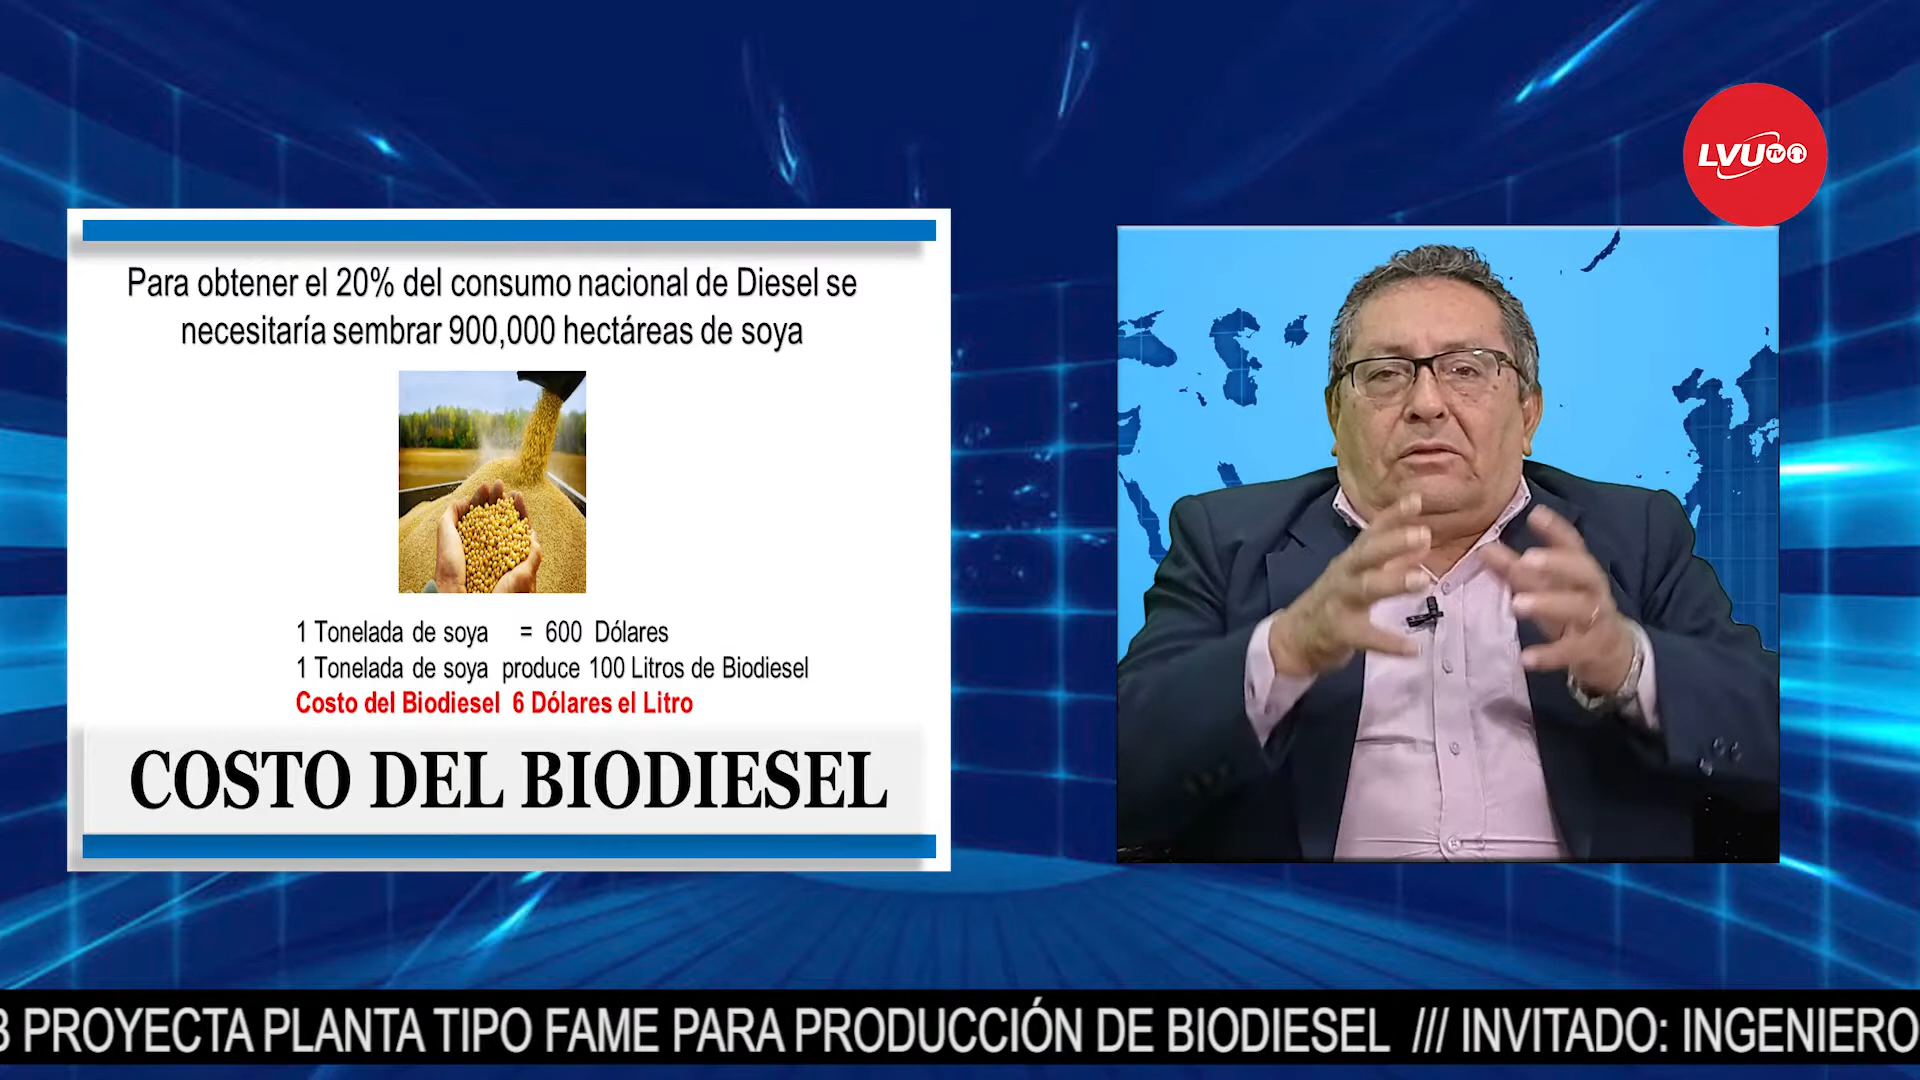 LVU TV
Para obtener el 20% del consumo nacional de Diesel se
necesitaría sembrar 900,000 hectáreas de soya
1 Tonelada de soya = 600 Dólares
1 Tonelada de soya produce 100 Litros de Biodiesel
Costo del Biodiesel 6 Dólares el Litro
COSTO DEL BIODIESEL
PROYECTA PLANTA TIPO FAME PARA PRODUCCIÓN DE BIODIESEL /// INVITADO: INGENIERO